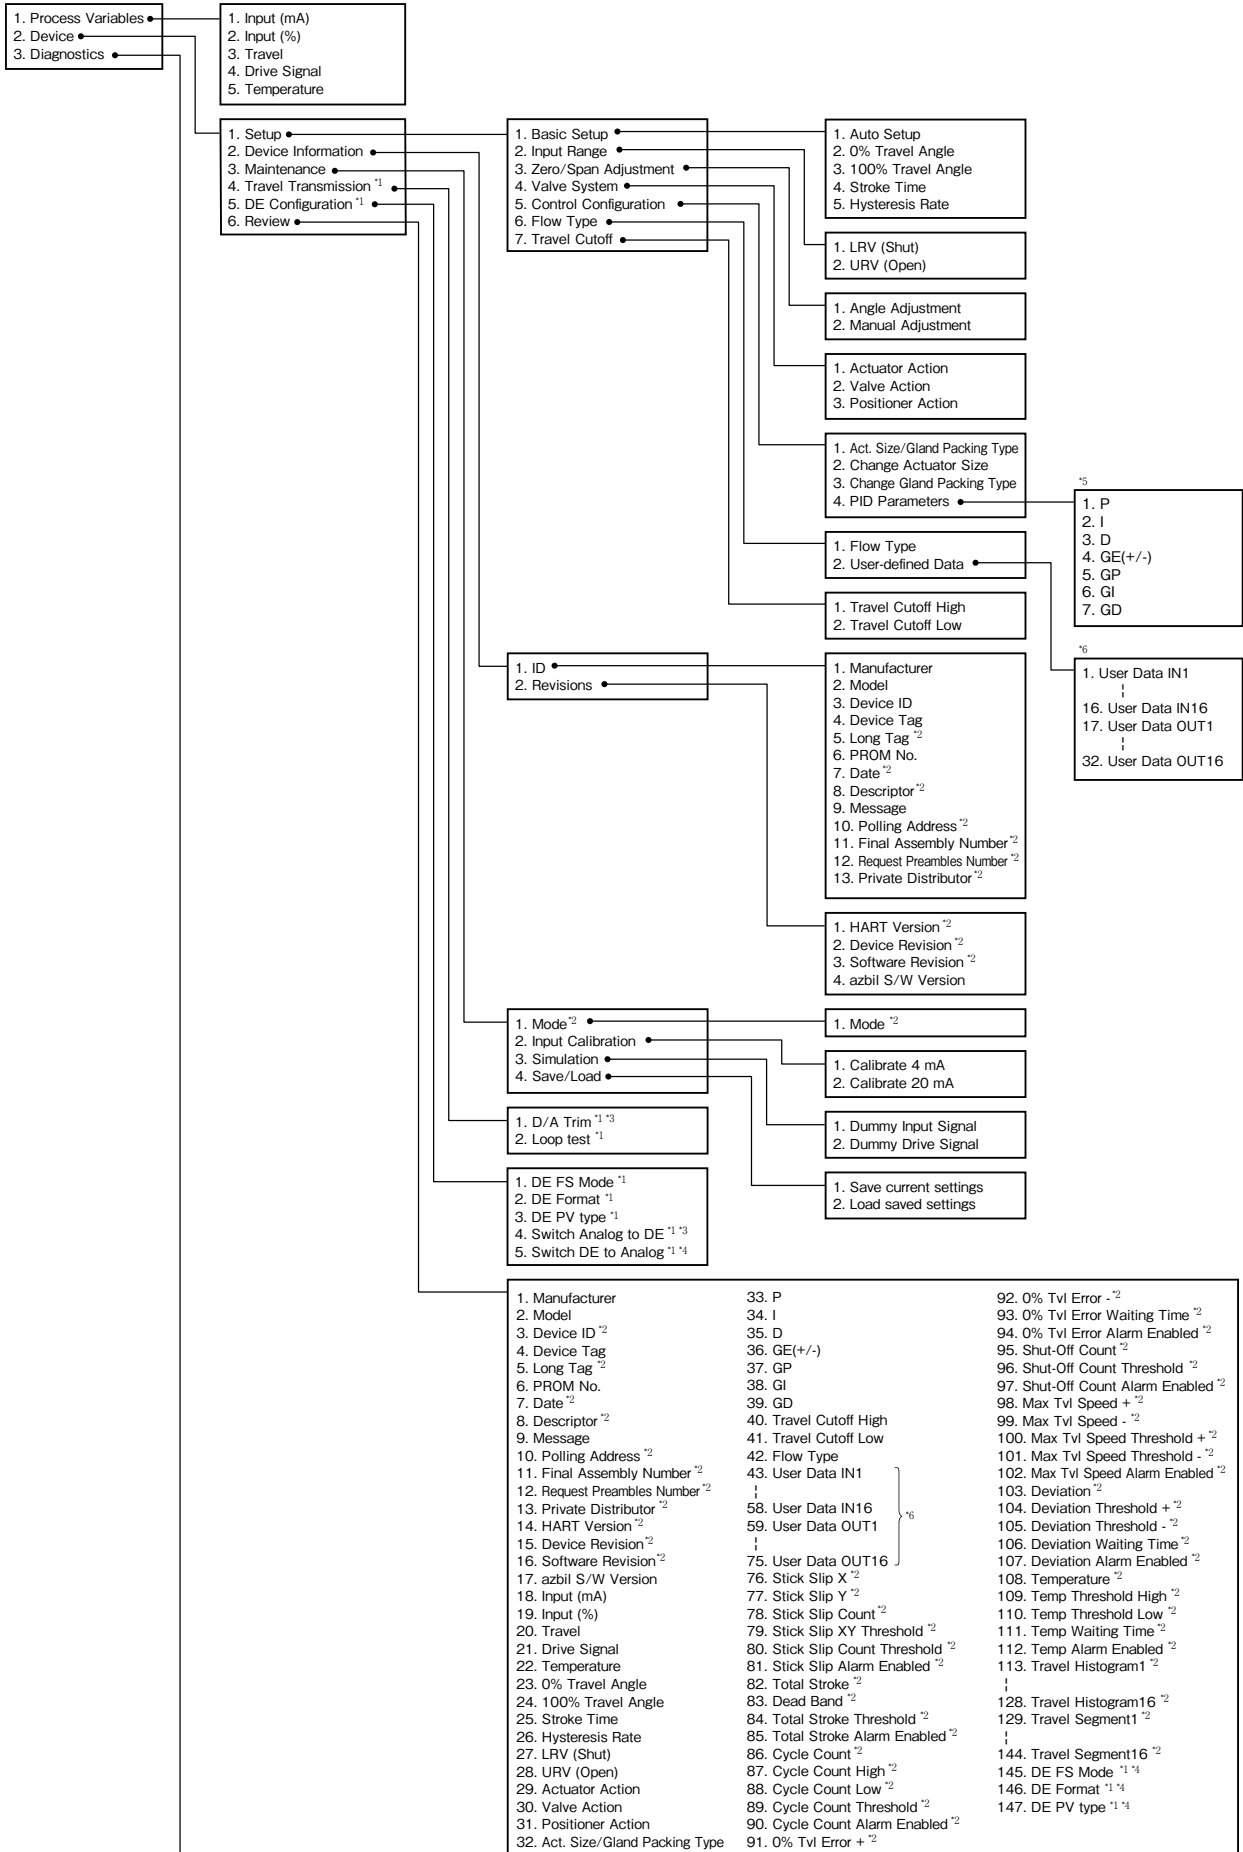 1. Process Variables
2. Device
3. Diagnostics
1. Input (mA)
2. Input (%)
3. Travel
4. Drive Signal
5. Temperature
1. Setup
2. Device Information
3. Maintenance
4. Travel Transmission *1
5. DE Configuration *1
6. Review
1. Basic Setup
2. Input Range
3. Zero/Span Adjustment
4. Valve System
5. Control Configuration
6. Flow Type
7. Travel Cutoff
1. Auto Setup
2. 0% Travel Angle
3. 100% Travel Angle
4. Stroke Time
5. Hysteresis Rate
1. LRV (Shut)
2. URV (Open)
1. Angle Adjustment
2. Manual Adjustment
1. Actuator Action
2. Valve Action
3. Positioner Action
1. Act. Size/Gland Packing Type
2. Change Actuator Size
3. Change Gland Packing Type
4. PID Parameters
*5
1. P
2. I
3. D
4. GE(+/-)
5. GP
6. GI
7. GD
1. Flow Type
2. User-defined Data
1. Travel Cutoff High
2. Travel Cutoff Low
*6
1. User Data IN1
16. User Data IN16
17. User Data OUT1
32. User Data OUT16
1. ID
2. Revisions
1. Manufacturer
2. Model
3. Device ID
4. Device Tag
5. Long Tag *2
6. PROM No.
7. Date *2
8. Descriptor *2
9. Message
10. Polling Address *2
11. Final Assembly Number *2
12. Request Preambles Number *2
13. Private Distributor *2
1. HART Version *2
2. Device Revision *2
3. Software Revision *2
4. azbil S/W Version
1. Mode *2
2. Input Calibration
3. Simulation
4. Save/Load
1. Mode *2
1. Calibrate 4 mA
2. Calibrate 20 mA
1. Dummy Input Signal
2. Dummy Drive Signal
1. Save current settings
2. Load saved settings
1. D/A Trim *1 *3
2. Loop test *1
1. DE FS Mode *1
2. DE Format *1
3. DE PV type *1
4. Switch Analog to DE *1 *3
5. Switch DE to Analog *1 *4
1. Manufacturer
2. Model
3. Device ID *2
4. Device Tag
5. Long Tag *2
6. PROM No.
7. Date *2
8. Descriptor *2
9. Message
10. Polling Address *2
11. Final Assembly Number *2
12. Request Preambles Number *2
13. Private Distributor *2
14. HART Version *2
15. Device Revision *2
16. Software Revision *2
17. azbil S/W Version
18. Input (mA)
19. Input (%)
20. Travel
21. Drive Signal
22. Temperature
23. 0% Travel Angle
24. 100% Travel Angle
25. Stroke Time
26. Hysteresis Rate
27. LRV (Shut)
28. URV (Open)
29. Actuator Action
30. Valve Action
31. Positioner Action
32. Act. Size/Gland Packing Type
33. P
34. I
35. D
36. GE(+/-)
37. GP
38. GI
39. GD
40. Travel Cutoff High
41. Travel Cutoff Low
42. Flow Type
43. User Data IN1
58. User Data IN16
59. User Data OUT1
75. User Data OUT16
*6
76. Stick Slip X *2
77. Stick Slip Y *2
78. Stick Slip Count *2
79. Stick Slip XY Threshold *2
80. Stick Slip Count Threshold *2
81. Stick Slip Alarm Enabled *2
82. Total Stroke *2
83. Dead Band *2
84. Total Stroke Threshold *2
85. Total Stroke Alarm Enabled *2
86. Cycle Count *2
87. Cycle Count High *2
88. Cycle Count Low *2
89. Cycle Count Threshold *2
90. Cycle Count Alarm Enabled *2
91. 0% Tvl Error + *2
92. 0% Tvl Error - *2
93. 0% Tvl Error Waiting Time *2
94. 0% Tvl Error Alarm Enabled *2
95. Shut-Off Count *2
96. Shut-Off Count Threshold *2
97. Shut-Off Count Alarm Enabled *2
98. Max Tvl Speed + *2
99. Max Tvl Speed - *2
100. Max Tvl Speed Threshold + *2
101. Max Tvl Speed Threshold - *2
102. Max Tvl Speed Alarm Enabled *2
103. Deviation *2
104. Deviation Threshold + *2
105. Deviation Threshold - *2
106. Deviation Waiting Time *2
107. Deviation Alarm Enabled *2
108. Temperature *2
109. Temp Threshold High *2
110. Temp Threshold Low *2
111. Temp Waiting Time *2
112. Temp Alarm Enabled *2
113. Travel Histogram1 *2
128. Travel Histogram16 *2
129. Travel Segment1 *2
144. Travel Segment16 *2
145. DE FS Mode *1 *4
146. DE Format *1 *4
147. DE PV type *1 *4